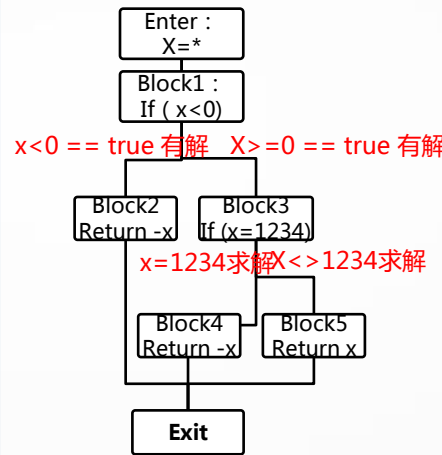 Enter：
X=*
Block1：
If ( x<0)
x<0 == true 有解
X>=0 == true 有解
Block2
Return -x
Block3
If (x=1234)
x=1234求解
X<>1234求解
Block4
Return -x
Block5
Return x
Exit